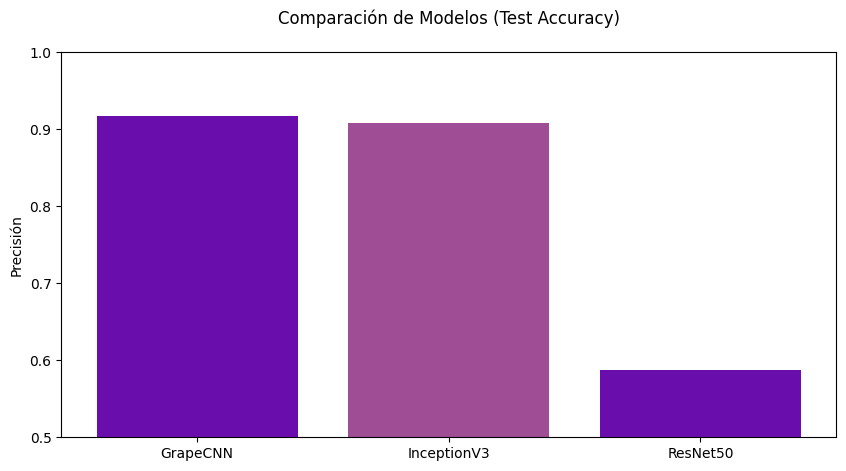 Comparación de Modelos (Test Accuracy)
1.0
0.9
0.8
0.7
0.6
0.5
Precisión
GrapeCNN
InceptionV3
ResNet50